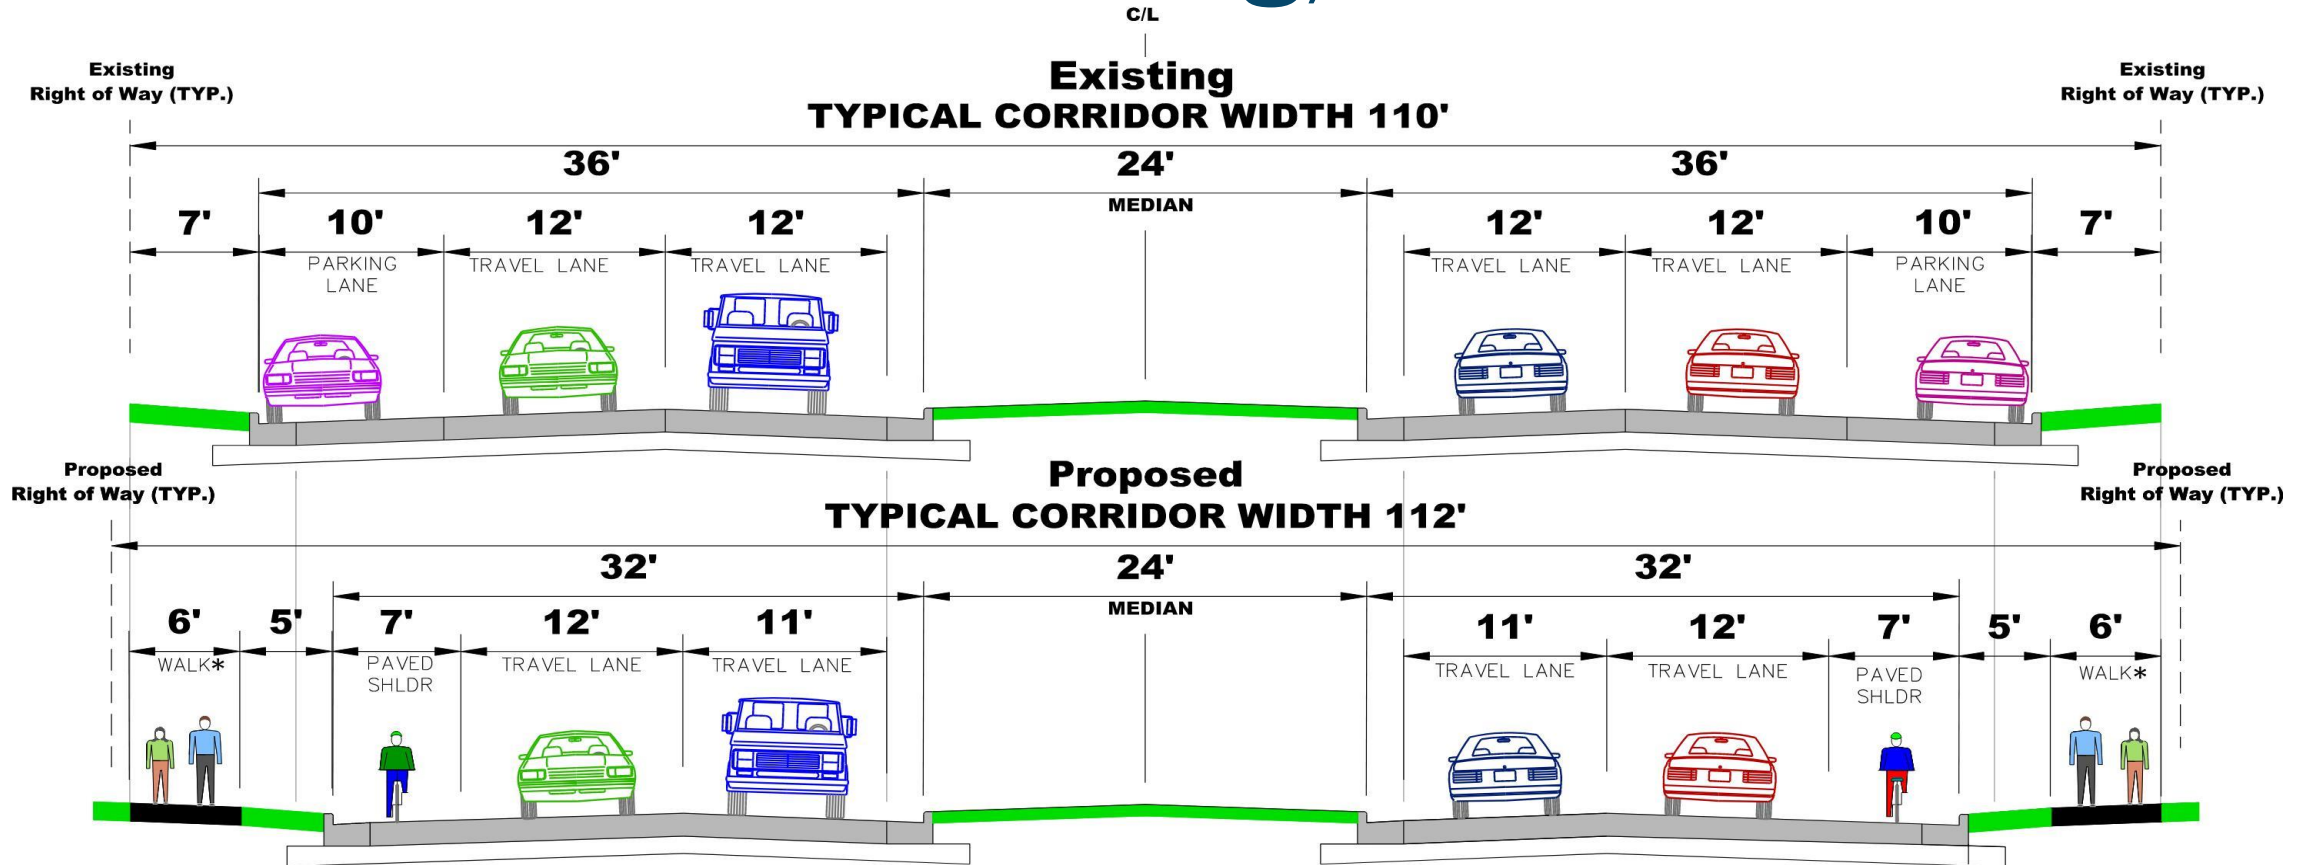 C/L
Existing
Right of Way (TYP.)
Existing
TYPICAL CORRIDOR WIDTH 110'
Existing
Right of Way (TYP.)
36'
24'
36'
MEDIAN
7'
10'
12'
12'
12'
12'
10'
7'
PARKING
LANE
TRAVEL LANE
TRAVEL LANE
TRAVEL LANE
TRAVEL LANE
PARKING
LANE
Proposed
Right of Way (TYP.)
Proposed
TYPICAL CORRIDOR WIDTH 112'
Proposed
Right of Way (TYP.)
32'
24'
32'
MEDIAN
6'
5'
7'
12'
11'
11'
12'
7'
5'
6'
WALK*
PAVED
SHLDR
TRAVEL LANE
TRAVEL LANE
TRAVEL LANE
TRAVEL LANE
PAVED
SHLDR
WALK*